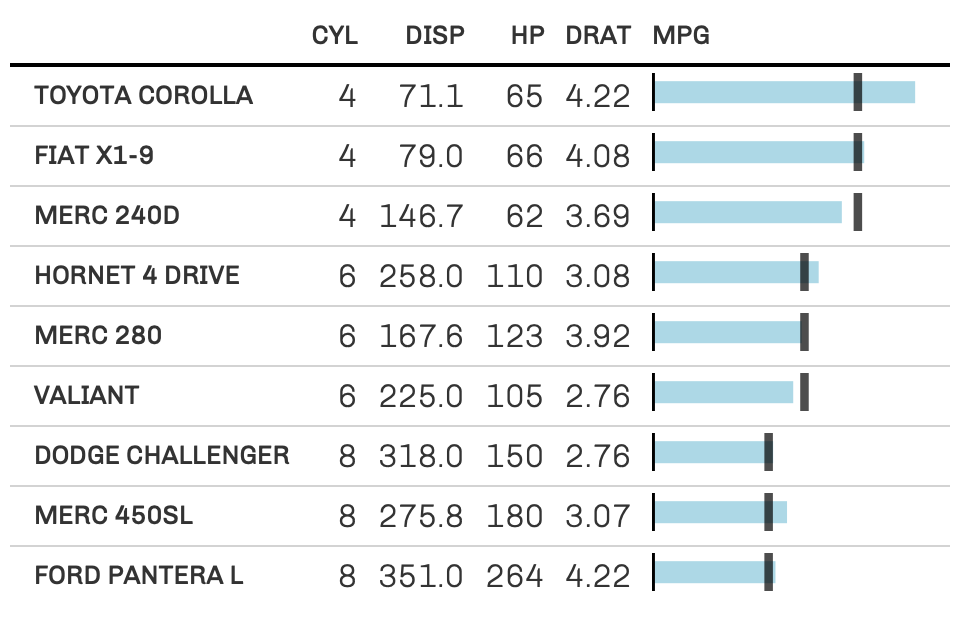 CYL DISP HP DRAT MPG
TOYOTA COROLLA 4 71.1 65 4.22
FIAT X1-9 4 79.0 66 4.08
MERC 240D 4 146.7 62 3.69
HORNET 4 DRIVE 6 258.0 110 3.08
MERC 280 6 167.6 123 3.92
VALIANT 6 225.0 105 2.76
DODGE CHALLENGER 8 318.0 150 2.76
MERC 450SL 8 275.8 180 3.07
FORD PANTERA L 8 351.0 264 4.22